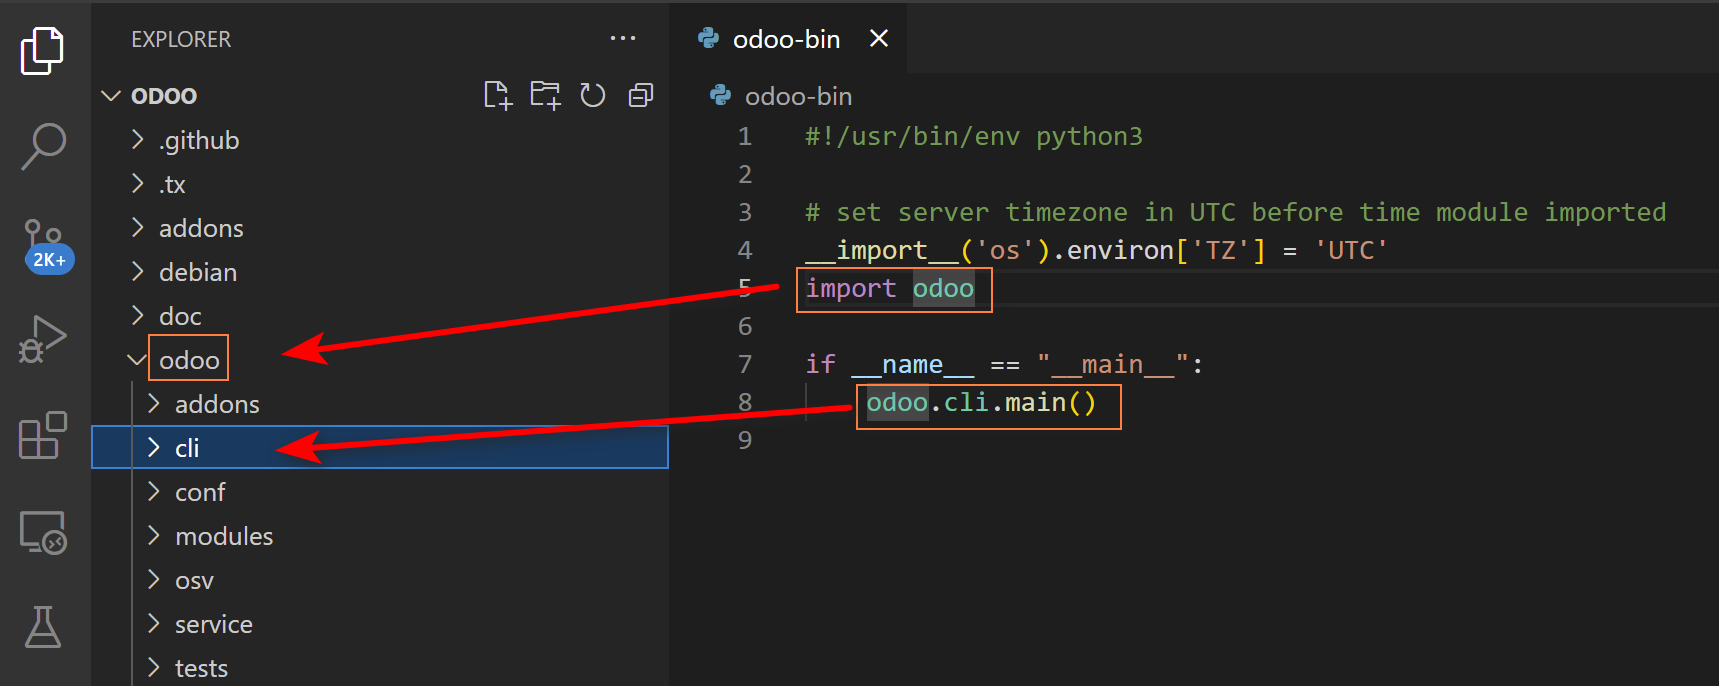 EXPLORER
ODOO
.github
.tx
addons
debian
doc
odoo
addons
cli
conf
modules
osv
service
tests
2K+
odoo-bin
odoo-bin
1 #!/usr/bin/env python3
2
3 # set server timezone in UTC before time module imported
4 __import__('os').environ['TZ'] = 'UTC'
5 import odoo
6
7 if __name__ == "__main__":
8 odoo.cli.main()
9